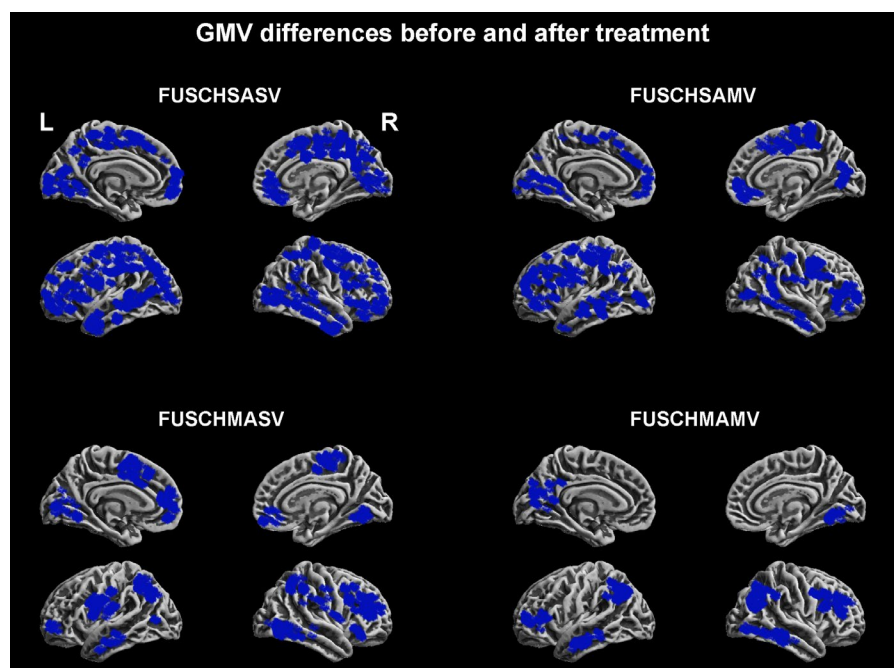 GMV differences before and after treatment
FUSCHSASV
FUSCHSAMV
L
R
FUSCHMASV
FUSCHMAMV